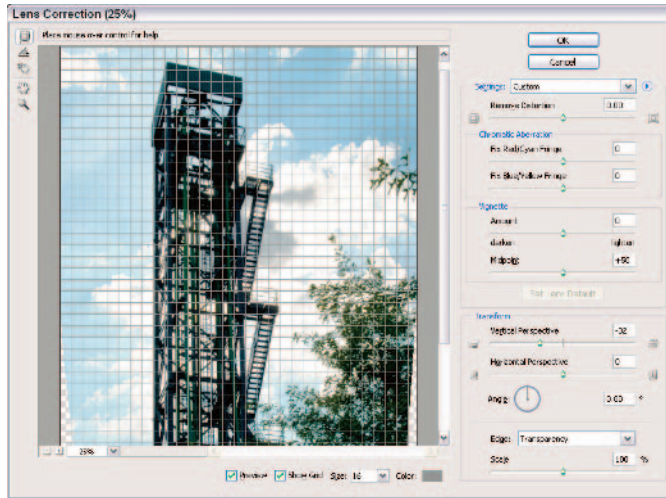 Lens Correction (25%)
Place mouse over control for help
OK
Cancel
Settings: Custom
Remove Distortion 0.00
Chromatic Aberration
Fix Red/Cyan Fringe 0
Fix Blue/Yellow Fringe 0
Vignette
Amount 0
darken lighten
Midpoint +50
Set Lens Default
Transform
Vertical Perspective -32
Horizontal Perspective 0
Angle: 0.00 °
Edge: Transparency
Scale 100 %
25%
Preview Show Grid Size: 16 Color: